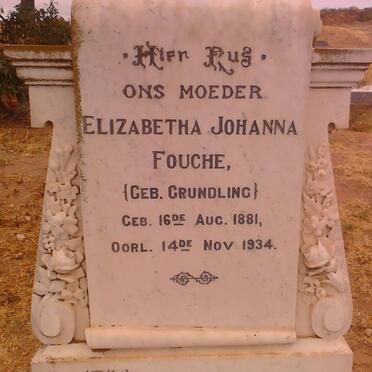 · Hier Rus ·
ONS MOEDER
ELIZABETHA JOHANNA
FOUCHE,
{GEB. GRUNDLING}
GEB. 16DE AUG. 1881,
OORL. 14DE NOV 1934.